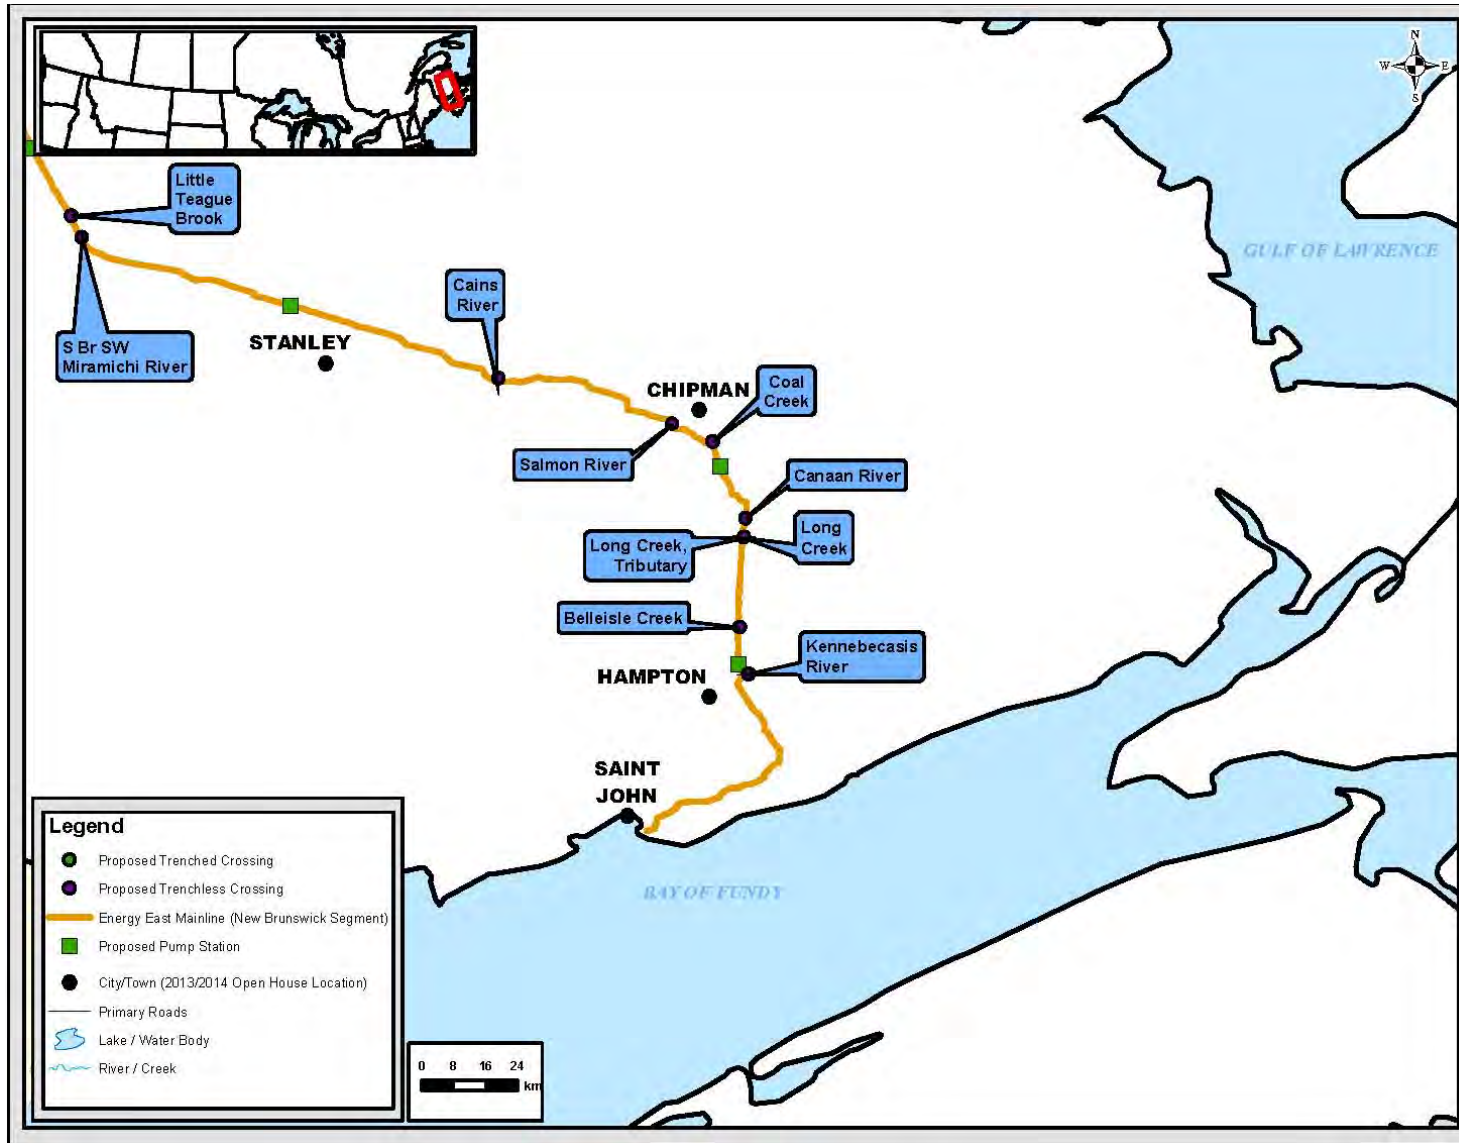 N
W E
S
Little
Teague
Brook
GULF OF LAWRENCE
Cains
River
S Br SW
Miramichi River
STANLEY
CHIPMAN
Coal
Creek
Salmon River
Canaan River
Long Creek,
Tributary
Long
Creek
Belleisle Creek
Kennebecasis
River
HAMPTON
SAINT
JOHN
BAY OF FUNDY
Legend
Proposed Trenched Crossing
Proposed Trenchless Crossing
Energy East Mainline (New Brunswick Segment)
Proposed Pump Station
City/Town (2013/2014 Open House Location)
Primary Roads
Lake / Water Body
River / Creek
0 8 16 24
km